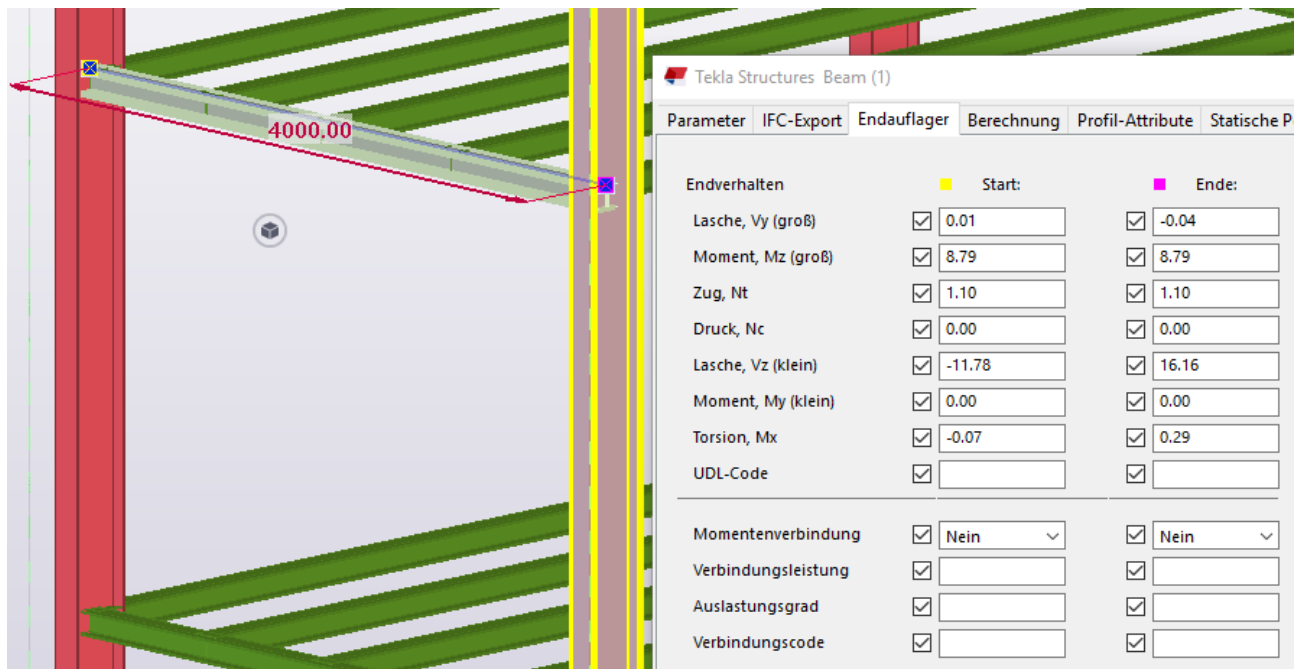 4000.00
Tekla Structures Beam (1)
Parameter IFC-Export Endauflager Berechnung Profil-Attribute Statische P
Endverhalten Start: Ende:
Lasche, Vy (groß) 0.01 -0.04
Moment, Mz (groß) 8.79 8.79
Zug, Nt 1.10 1.10
Druck, Nc 0.00 0.00
Lasche, Vz (klein) -11.78 16.16
Moment, My (klein) 0.00 0.00
Torsion, Mx -0.07 0.29
UDL-Code
Momentenverbindung Nein Nein
Verbindungsleistung
Auslastungsgrad
Verbindungscode